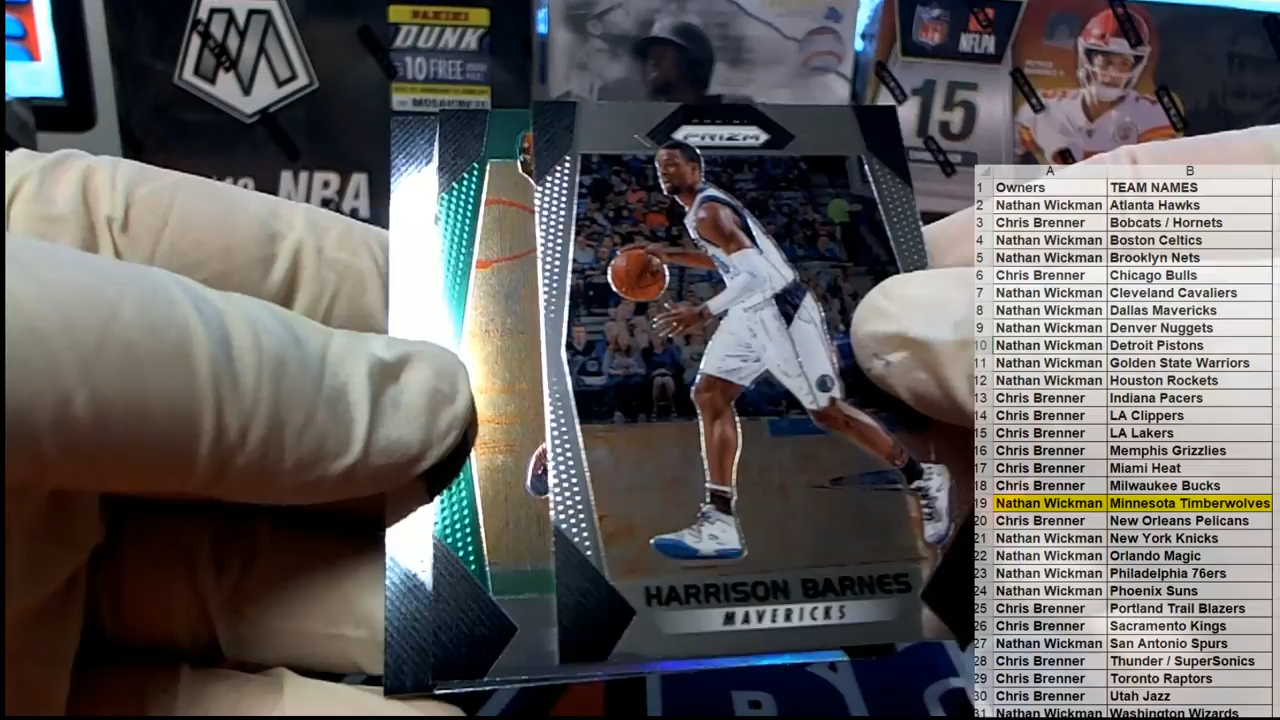 PANINI
DUNK
10 FREE
NBA
NFL
NFLPA
15
PANINI
PRIZM
HARRISON BARNES
MAVERICKS
A B
1 Owners TEAM NAMES
2 Nathan Wickman Atlanta Hawks
3 Chris Brenner Bobcats / Hornets
4 Nathan Wickman Boston Celtics
5 Nathan Wickman Brooklyn Nets
6 Chris Brenner Chicago Bulls
7 Nathan Wickman Cleveland Cavaliers
8 Nathan Wickman Dallas Mavericks
9 Nathan Wickman Denver Nuggets
10 Nathan Wickman Detroit Pistons
11 Nathan Wickman Golden State Warriors
12 Nathan Wickman Houston Rockets
13 Chris Brenner Indiana Pacers
14 Chris Brenner LA Clippers
15 Chris Brenner LA Lakers
16 Chris Brenner Memphis Grizzlies
17 Chris Brenner Miami Heat
18 Chris Brenner Milwaukee Bucks
19 Nathan Wickman Minnesota Timberwolves
20 Chris Brenner New Orleans Pelicans
21 Nathan Wickman New York Knicks
22 Nathan Wickman Orlando Magic
23 Nathan Wickman Philadelphia 76ers
24 Nathan Wickman Phoenix Suns
25 Chris Brenner Portland Trail Blazers
26 Chris Brenner Sacramento Kings
27 Nathan Wickman San Antonio Spurs
28 Chris Brenner Thunder / SuperSonics
29 Chris Brenner Toronto Raptors
30 Chris Brenner Utah Jazz
31 Nathan Wickman Washington Wizards